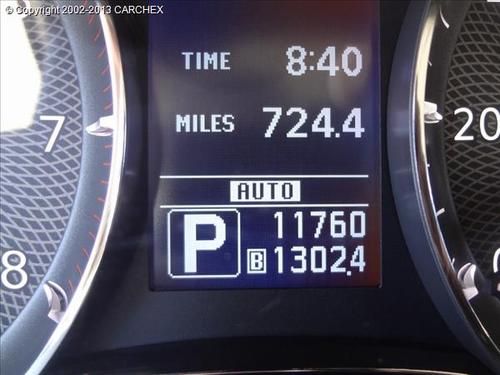 © Copyright 2002-2013 CARCHEX
TIME 8:40
MILES 724.4
AUTO
P 11760
B 1302.4
7
8
20